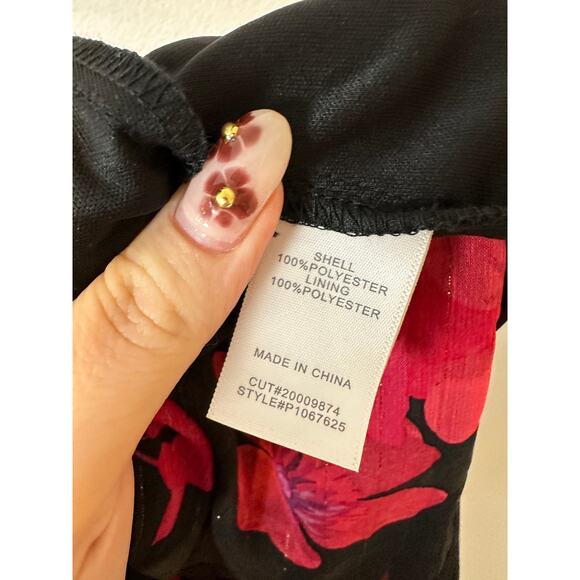 SHELL
100%POLYESTER
LINING
100%POLYESTER
MADE IN CHINA
CUT#20009874
STYLE#P1067625